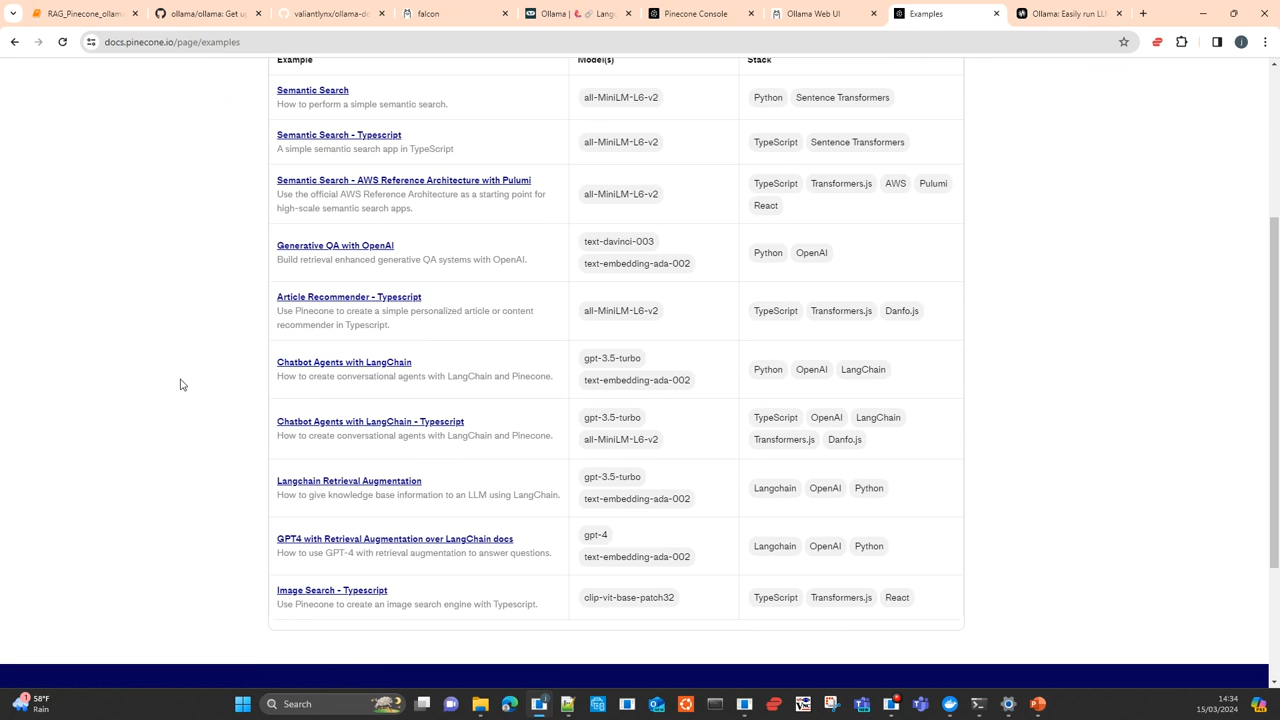 RAG_Pinecone_ollam
ollama/ollama: Get up
valiantlynx/ollama-do
falcon
Ollama | 🦜️🔗 Lang
Pinecone Console
Ollama Web UI
Examples
Ollama: Easily run LL
docs.pinecone.io/page/examples
Example Model(s) Stack
Semantic Search
How to perform a simple semantic search.
all-MiniLM-L6-v2
Python Sentence Transformers
Semantic Search - Typescript
A simple semantic search app in TypeScript
all-MiniLM-L6-v2
TypeScript Sentence Transformers
Semantic Search - AWS Reference Architecture with Pulumi
Use the official AWS Reference Architecture as a starting point for
high-scale semantic search apps.
all-MiniLM-L6-v2
TypeScript Transformers.js AWS Pulumi
React
Generative QA with OpenAI
Build retrieval enhanced generative QA systems with OpenAI.
text-davinci-003
text-embedding-ada-002
Python OpenAI
Article Recommender - Typescript
Use Pinecone to create a simple personalized article or content
recommender in Typescript.
all-MiniLM-L6-v2
TypeScript Transformers.js Danfo.js
Chatbot Agents with LangChain
How to create conversational agents with LangChain and Pinecone.
gpt-3.5-turbo
text-embedding-ada-002
Python OpenAI LangChain
Chatbot Agents with LangChain - Typescript
How to create conversational agents with LangChain and Pinecone.
gpt-3.5-turbo
all-MiniLM-L6-v2
TypeScript OpenAI LangChain
Transformers.js Danfo.js
Langchain Retrieval Augmentation
How to give knowledge base information to an LLM using LangChain.
gpt-3.5-turbo
text-embedding-ada-002
Langchain OpenAI Python
GPT4 with Retrieval Augmentation over LangChain docs
How to use GPT-4 with retrieval augmentation to answer questions.
gpt-4
text-embedding-ada-002
Langchain OpenAI Python
Image Search - Typescript
Use Pinecone to create an image search engine with Typescript.
clip-vit-base-patch32
TypeScript Transformers.js React
1
58°F
Rain
Search
14:34
15/03/2024